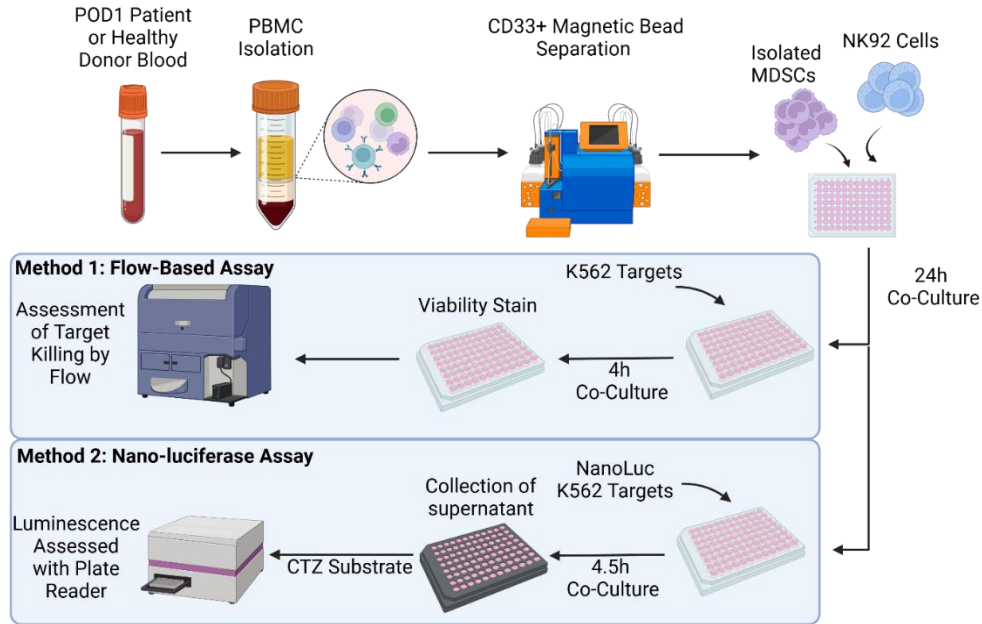 POD1 Patient
or Healthy
Donor Blood
PBMC
Isolation
CD33+ Magnetic Bead
Separation
Isolated
MDSCs
NK92 Cells
24h
Co-Culture
Method 1: Flow-Based Assay
Assessment
of Target
Killing by
Flow
Viability Stain
K562 Targets
4h
Co-Culture
Method 2: Nano-luciferase Assay
Luminescence
Assessed
with Plate
Reader
CTZ Substrate
Collection of
supernatant
NanoLuc
K562 Targets
4.5h
Co-Culture